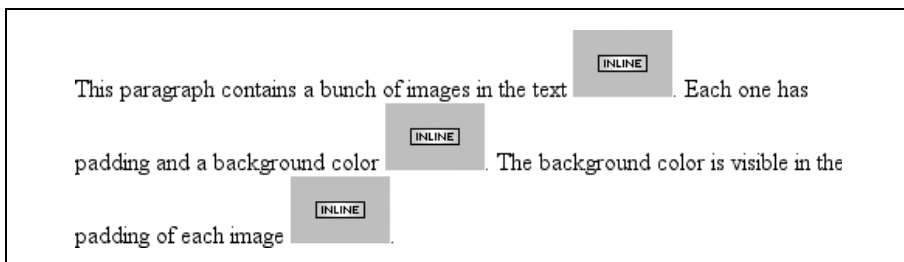 INLINE
This paragraph contains a bunch of images in the text . Each one has
INLINE
padding and a background color . The background color is visible in the
INLINE
padding of each image .